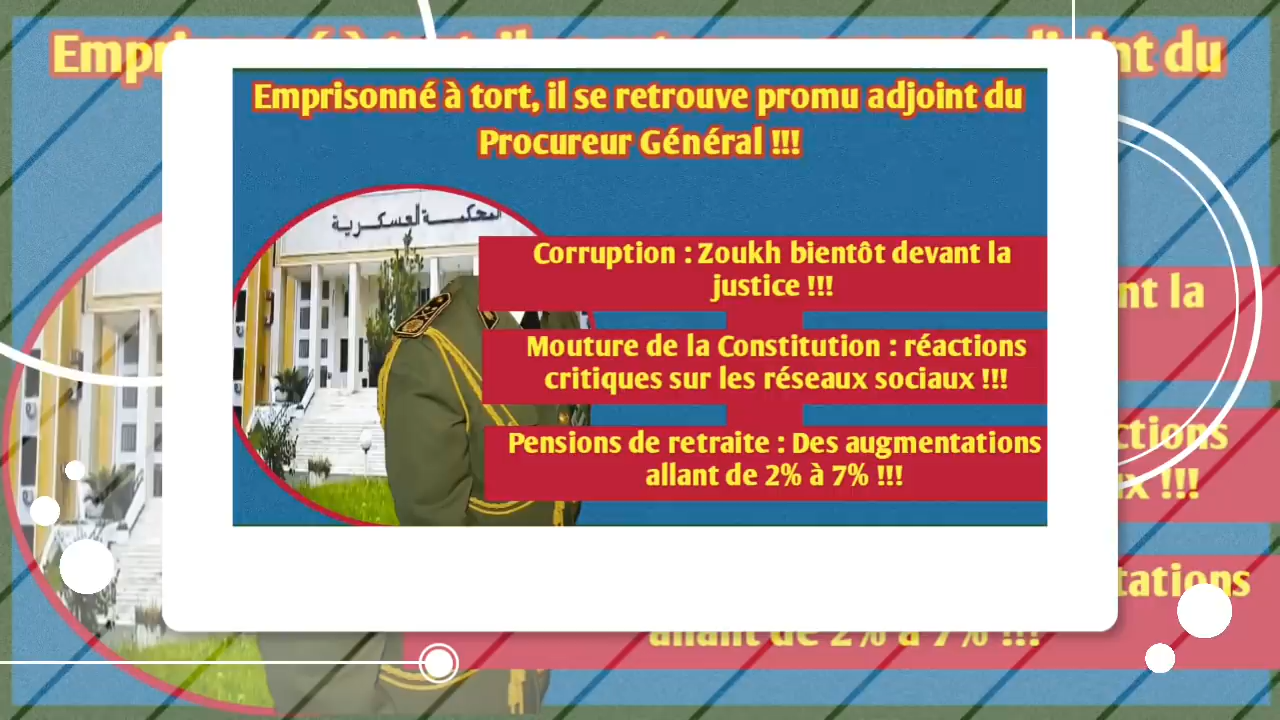 Emprisonné à tort, il se retrouve promu adjoint du
Procureur Général !!!
المحكمة العسكرية
Corruption : Zoukh bientôt devant la
justice !!!
Mouture de la Constitution : réactions
critiques sur les réseaux sociaux !!!
Pensions de retraite : Des augmentations
allant de 2% à 7% !!!